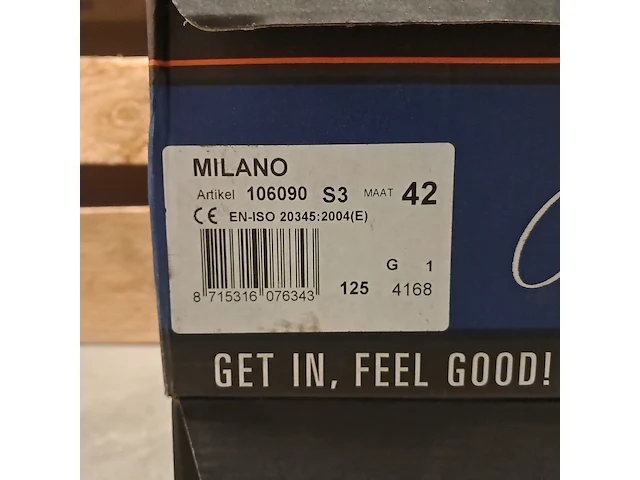 MILANO
Artikel 106090 S3 MAAT 42
CE EN-ISO 20345:2004(E)
G 1
8 715316 076343 125 4168
GET IN, FEEL GOOD!